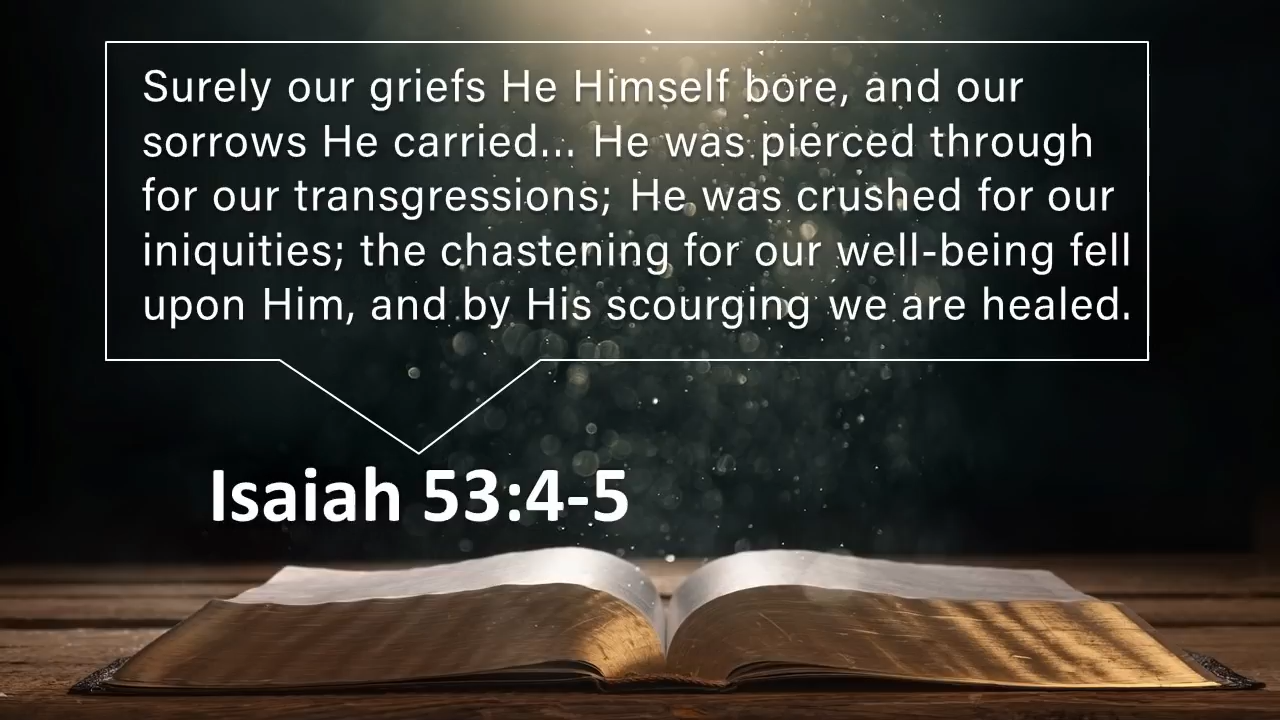 Surely our griefs He Himself bore, and our
sorrows He carried... He was pierced through
for our transgressions; He was crushed for our
iniquities; the chastening for our well-being fell
upon Him, and by His scourging we are healed.
Isaiah 53:4-5